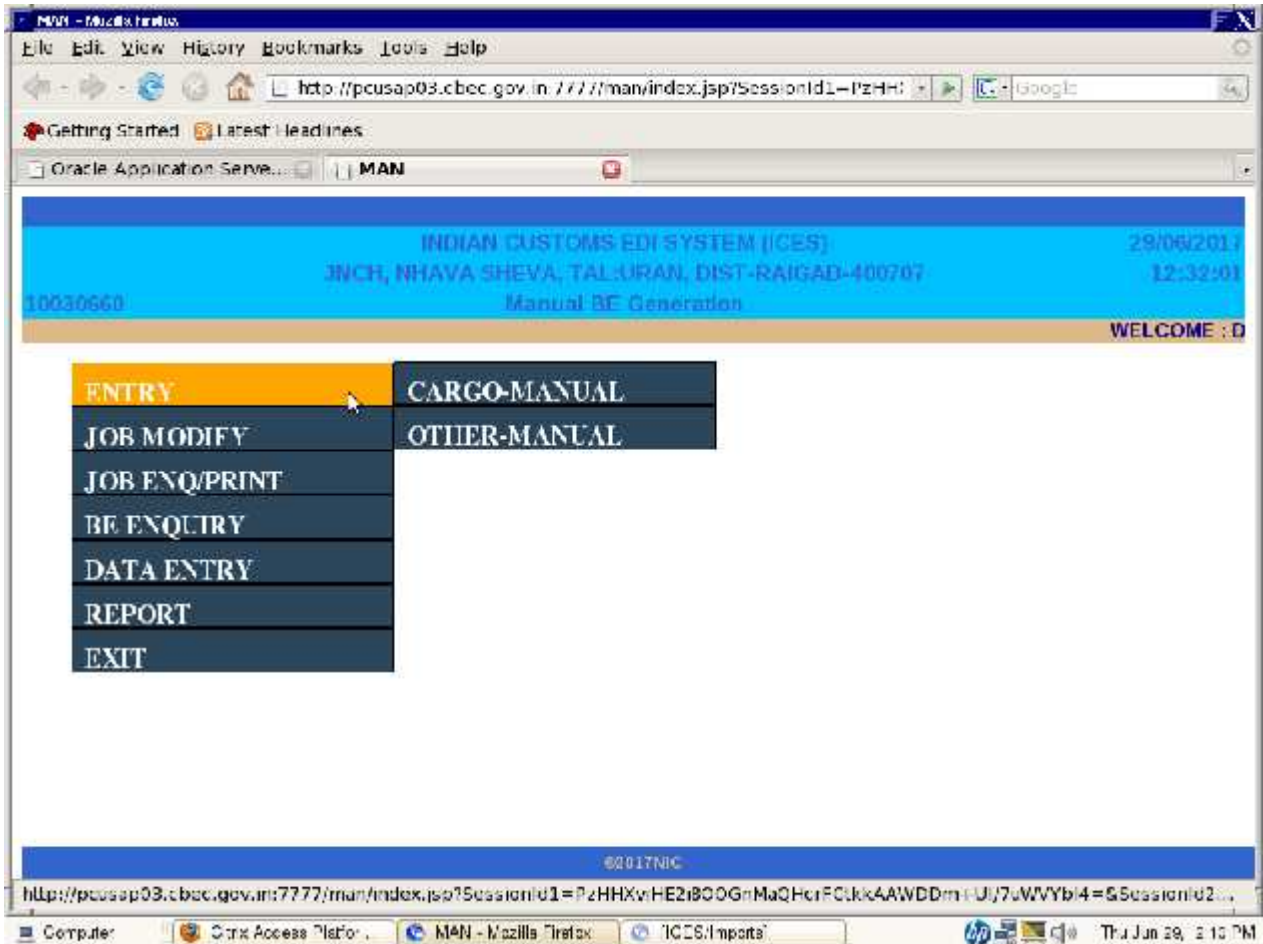 MAN - Mozilla Firefox
File Edit View History Bookmarks Tools Help
http://pcusap03.cbec.gov.in:7777/man/index.jsp?SessionId1=PzHH Google
Getting Started Latest Headlines
Oracle Application Serve... MAN
INDIAN CUSTOMS EDI SYSTEM (ICES) 29/06/2017
JNCH, NHAVA SHEVA, TAL:URAN, DIST-RAIGAD-400707 12:32:01
10030660 Manual BE Generation
WELCOME : D
ENTRY CARGO-MANUAL
JOB MODIFY OTHER-MANUAL
JOB ENQ/PRINT
BE ENQUIRY
DATA ENTRY
REPORT
EXIT
©2017NIC
Computer Citrix Access Platfor... MAN - Mozilla Firefox [ICES/Imports] Thu Jun 29,